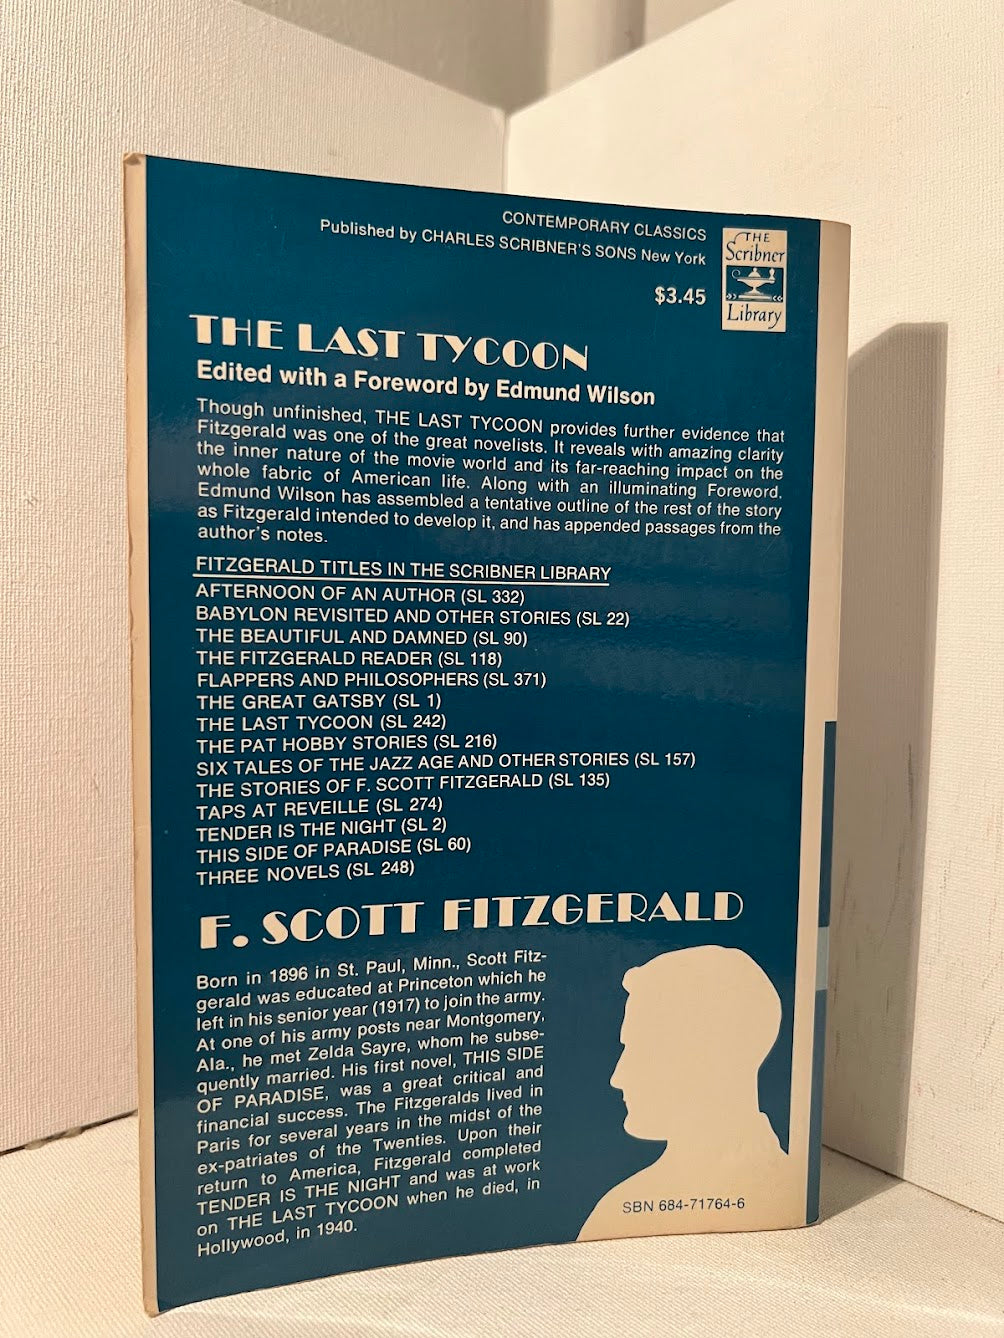 CONTEMPORARY CLASSICS
Published by CHARLES SCRIBNER'S SONS New York
$3.45
THE
Scribner
Library
THE LAST TYCOON
Edited with a Foreword by Edmund Wilson
Though unfinished, THE LAST TYCOON provides further evidence that
Fitzgerald was one of the great novelists. It reveals with amazing clarity
the inner nature of the movie world and its far-reaching impact on the
whole fabric of American life. Along with an illuminating Foreword,
Edmund Wilson has assembled a tentative outline of the rest of the story
as Fitzgerald intended to develop it, and has appended passages from the
author's notes.
FITZGERALD TITLES IN THE SCRIBNER LIBRARY
AFTERNOON OF AN AUTHOR (SL 332)
BABYLON REVISITED AND OTHER STORIES (SL 22)
THE BEAUTIFUL AND DAMNED (SL 90)
THE FITZGERALD READER (SL 118)
FLAPPERS AND PHILOSOPHERS (SL 371)
THE GREAT GATSBY (SL 1)
THE LAST TYCOON (SL 242)
THE PAT HOBBY STORIES (SL 216)
SIX TALES OF THE JAZZ AGE AND OTHER STORIES (SL 157)
THE STORIES OF F. SCOTT FITZGERALD (SL 135)
TAPS AT REVEILLE (SL 274)
TENDER IS THE NIGHT (SL 2)
THIS SIDE OF PARADISE (SL 60)
THREE NOVELS (SL 248)
F. SCOTT FITZGERALD
Born in 1896 in St. Paul, Minn., Scott Fitz-
gerald was educated at Princeton which he
left in his senior year (1917) to join the army.
At one of his army posts near Montgomery,
Ala., he met Zelda Sayre, whom he subse-
quently married. His first novel, THIS SIDE
OF PARADISE, was a great critical and
financial success. The Fitzgeralds lived in
Paris for several years in the midst of the
ex-patriates of the Twenties. Upon their
return to America, Fitzgerald completed
TENDER IS THE NIGHT and was at work
on THE LAST TYCOON when he died, in
Hollywood, in 1940.
SBN 684-71764-6